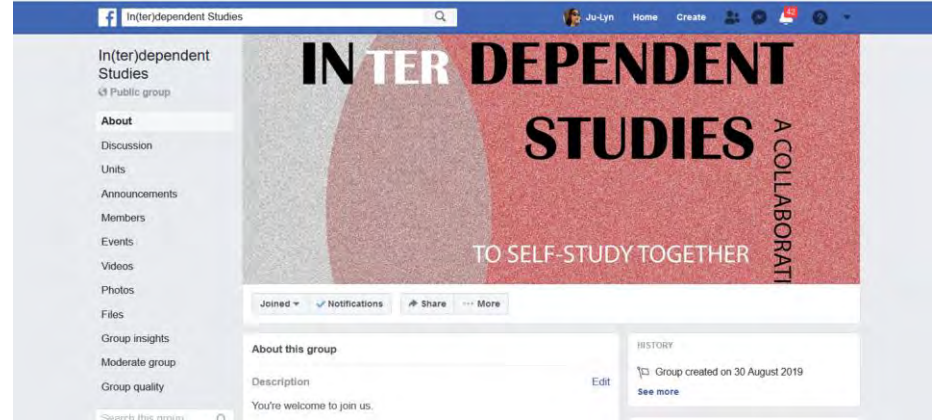 In(ter)dependent Studies
Ju-Lyn Home Create 42
In(ter)dependent
Studies
Public group
About
Discussion
Units
Announcements
Members
Events
Videos
Photos
Files
Group insights
Moderate group
Group quality
Search this group
IN TER DEPENDENT
STUDIES
A COLLABORATI
TO SELF-STUDY TOGETHER
Joined Notifications Share More
About this group
Description Edit
You're welcome to join us.
HISTORY
Group created on 30 August 2019
See more